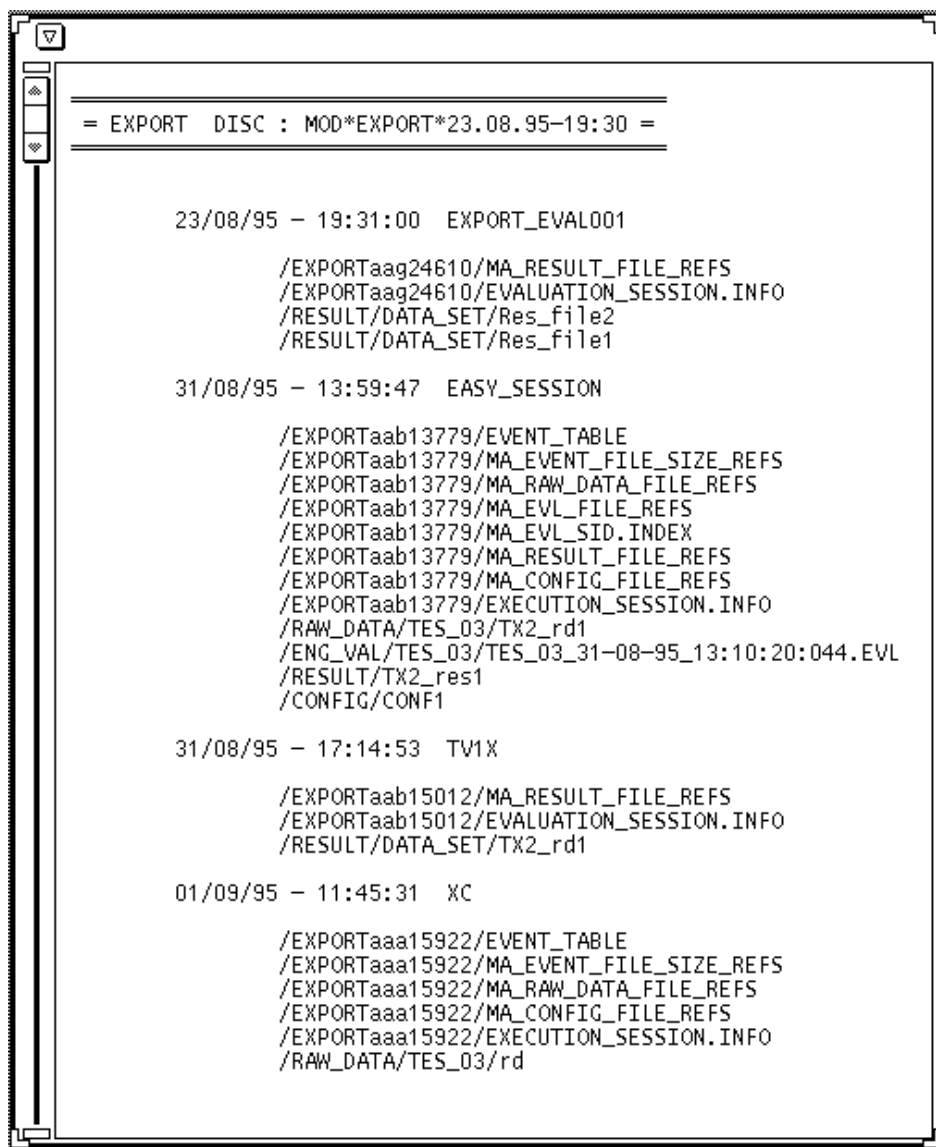 = EXPORT  DISC : MOD*EXPORT*23.08.95-19:30 =
23/08/95 - 19:31:00  EXPORT_EVAL001
/EXPORTaag24610/MA_RESULT_FILE_REFS
/EXPORTaag24610/EVALUATION_SESSION.INFO
/RESULT/DATA_SET/Res_file2
/RESULT/DATA_SET/Res_file1
31/08/95 - 13:59:47  EASY_SESSION
/EXPORTaab13779/EVENT_TABLE
/EXPORTaab13779/MA_EVENT_FILE_SIZE_REFS
/EXPORTaab13779/MA_RAW_DATA_FILE_REFS
/EXPORTaab13779/MA_EVL_FILE_REFS
/EXPORTaab13779/MA_EVL_SID.INDEX
/EXPORTaab13779/MA_RESULT_FILE_REFS
/EXPORTaab13779/MA_CONFIG_FILE_REFS
/EXPORTaab13779/EXECUTION_SESSION.INFO
/RAW_DATA/TES_03/TX2_rd1
/ENG_VAL/TES_03/TES_03_31-08-95_13:10:20:044.EVL
/RESULT/TX2_res1
/CONFIG/CONF1
31/08/95 - 17:14:53  TV1X
/EXPORTaab15012/MA_RESULT_FILE_REFS
/EXPORTaab15012/EVALUATION_SESSION.INFO
/RESULT/DATA_SET/TX2_rd1
01/09/95 - 11:45:31  XC
/EXPORTaaa15922/EVENT_TABLE
/EXPORTaaa15922/MA_EVENT_FILE_SIZE_REFS
/EXPORTaaa15922/MA_RAW_DATA_FILE_REFS
/EXPORTaaa15922/MA_CONFIG_FILE_REFS
/EXPORTaaa15922/EXECUTION_SESSION.INFO
/RAW_DATA/TES_03/rd